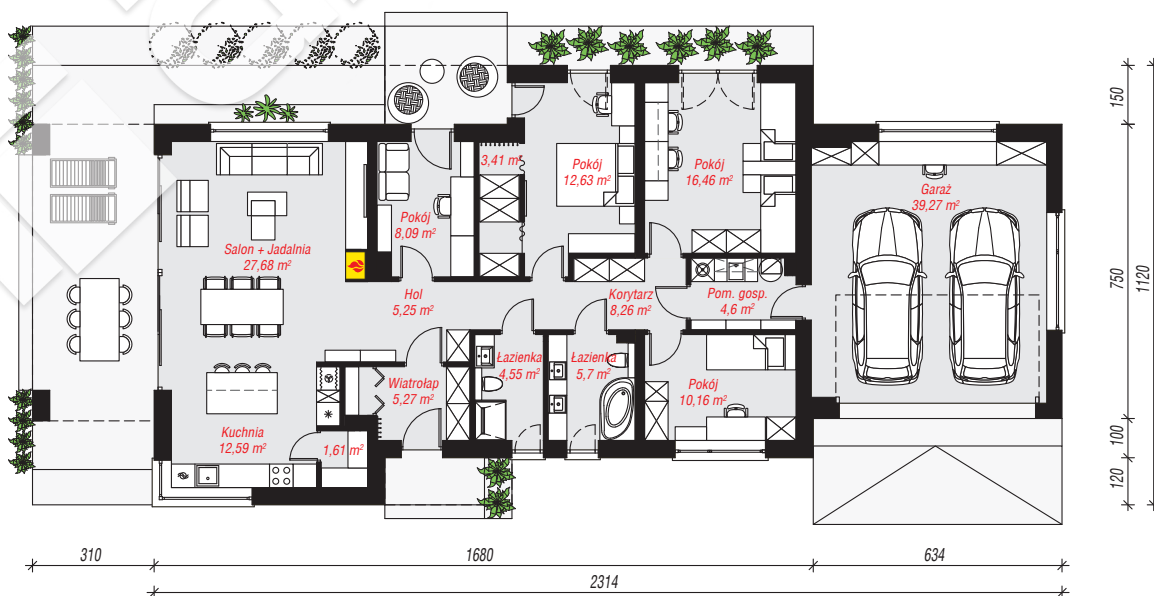 3,41 m²
Pokój
12,63 m²
Pokój
16,46 m²
Garaż
39,27 m²
Pokój
8,09 m²
Salon + Jadalnia
27,68 m²
Hol
5,25 m²
Korytarz
8,26 m²
Pom. gosp.
4,6 m²
Łazienka
4,55 m²
Łazienka
5,7 m²
Wiatrołap
5,27 m²
Pokój
10,16 m²
Kuchnia
12,59 m²
1,61 m²
150
750
1120
100
120
310
1680
634
2314